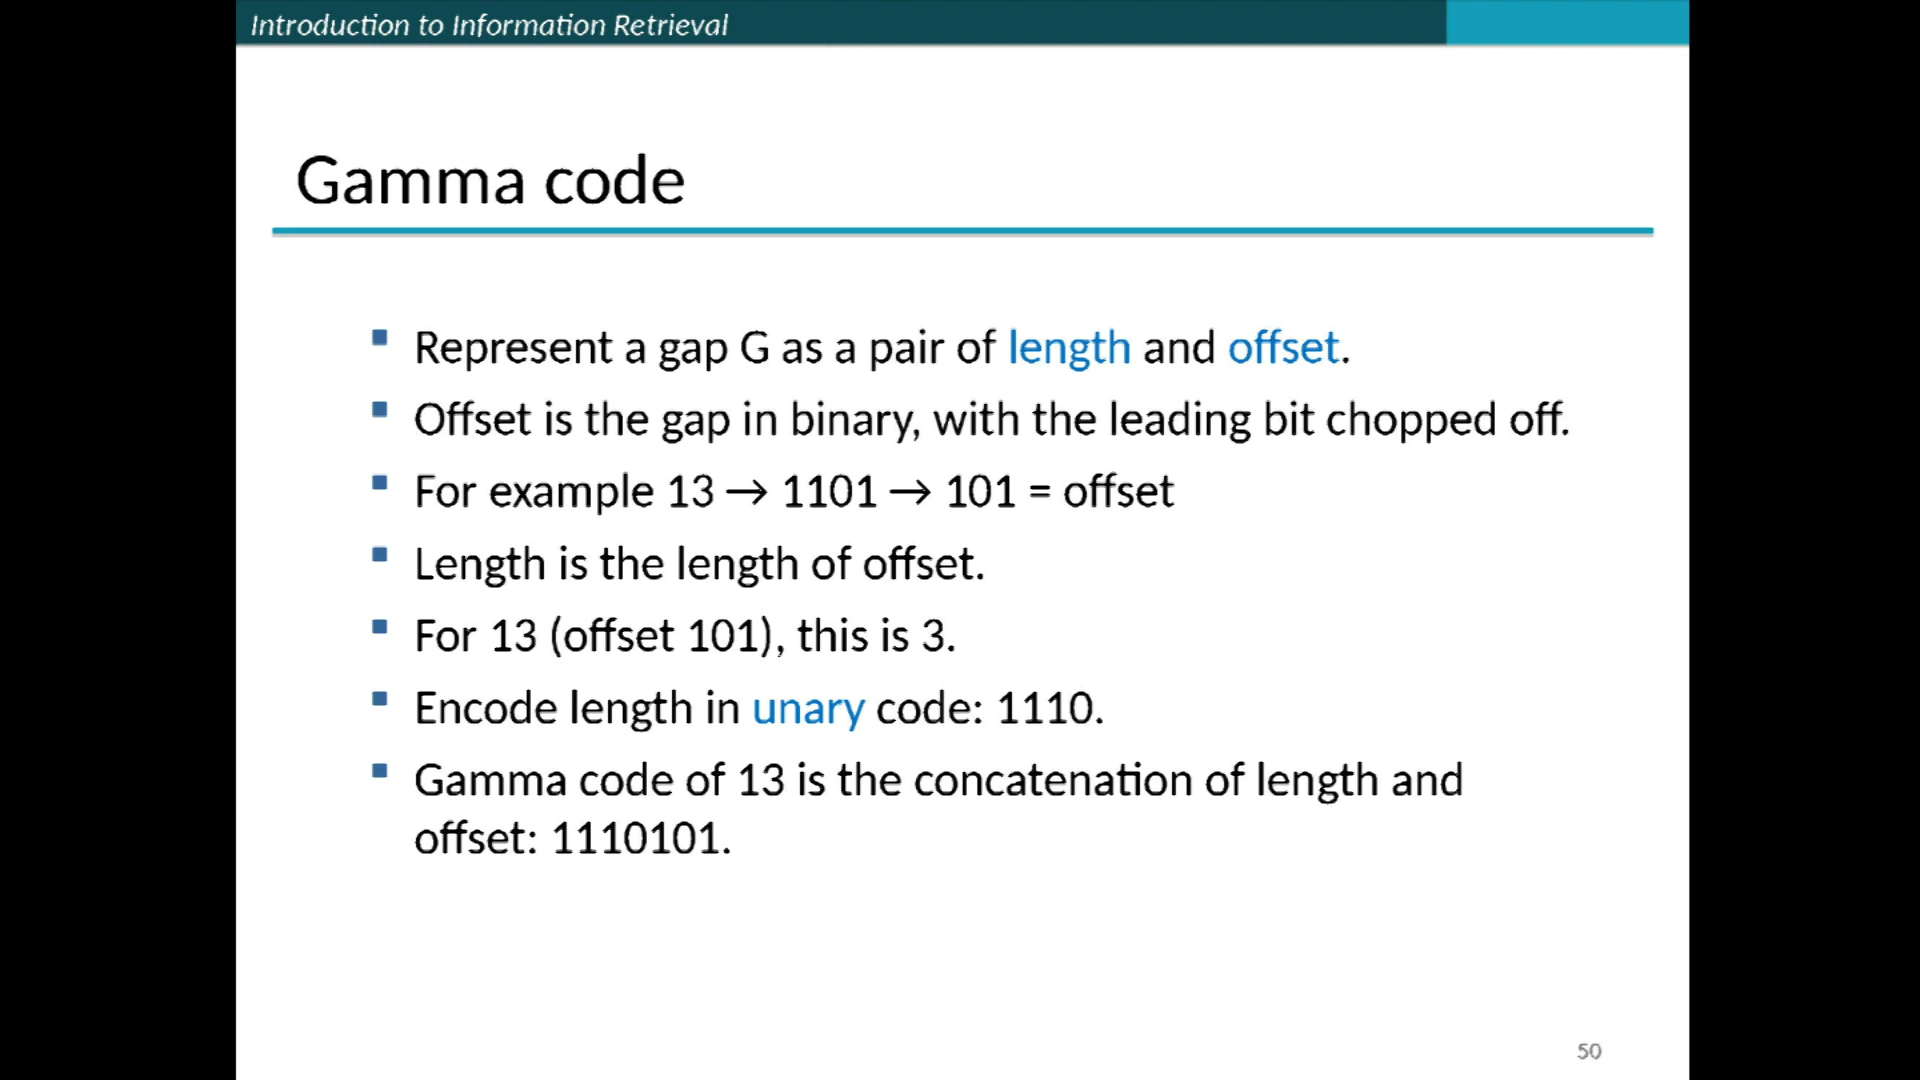 Introduction to Information Retrieval
Gamma code
Represent a gap G as a pair of length and offset.
Offset is the gap in binary, with the leading bit chopped off.
For example 13 → 1101 → 101 = offset
Length is the length of offset.
For 13 (offset 101), this is 3.
Encode length in unary code: 1110.
Gamma code of 13 is the concatenation of length and
offset: 1110101.
50